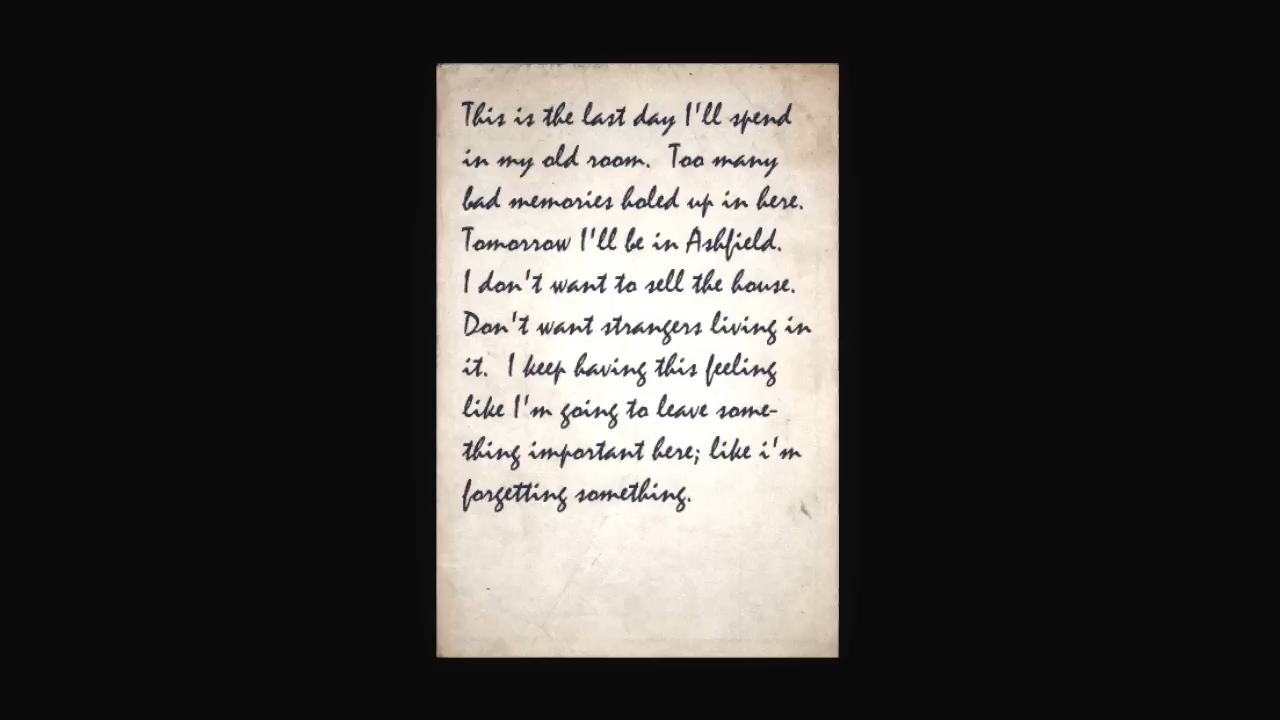 This is the last day I'll spend
in my old room. Too many
bad memories holed up in here.
Tomorrow I'll be in Ashfield.
I don't want to sell the house.
Don't want strangers living in
it. I keep having this feeling
like I'm going to leave some-
thing important here; like i'm
forgetting something.